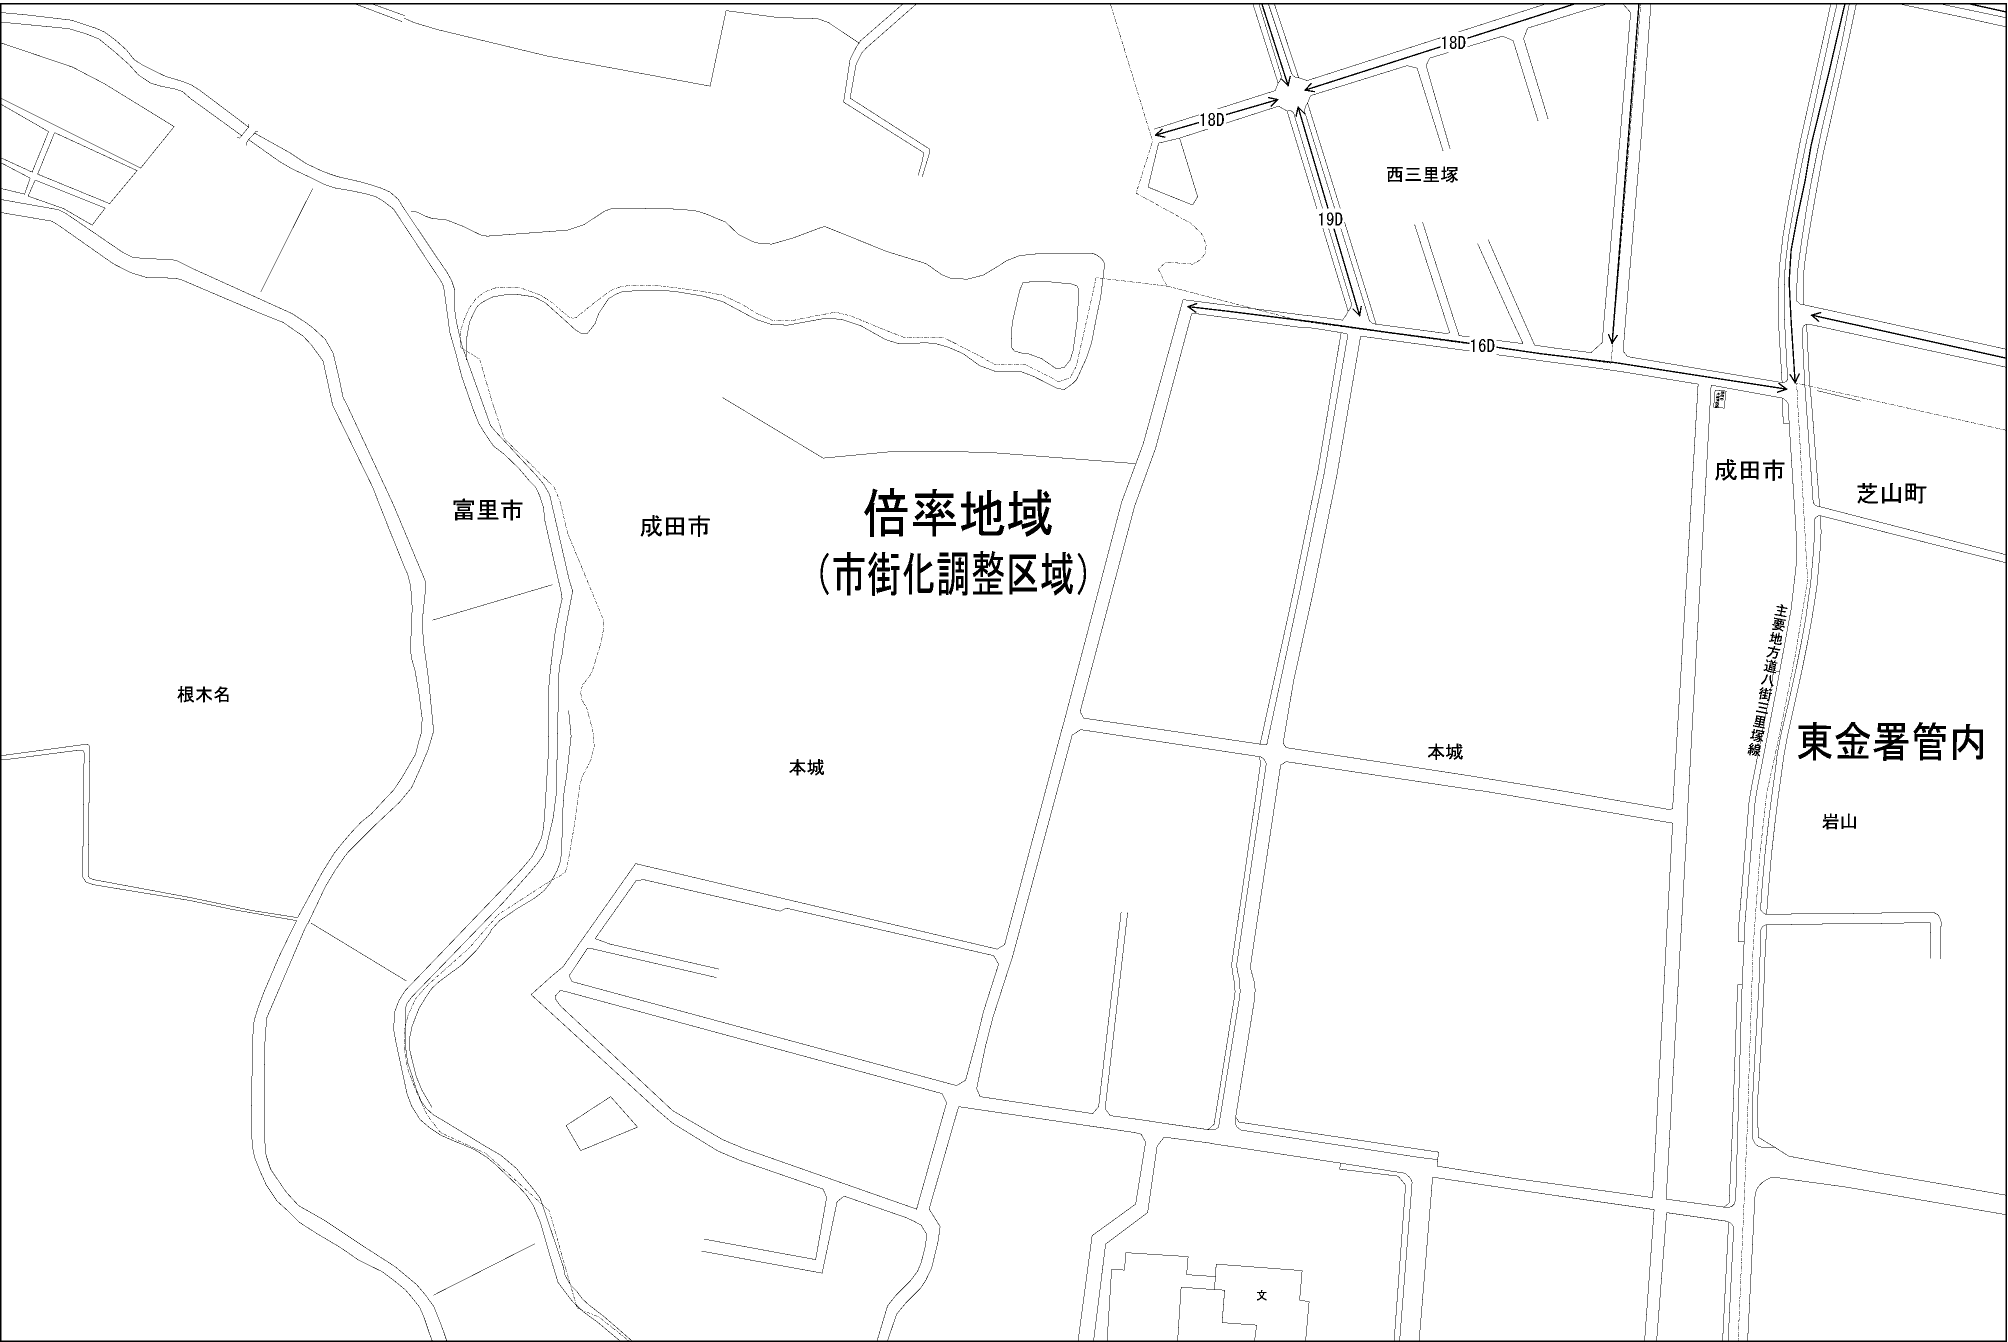 18D
18D
西三里塚
19D
16D
成田市
芝山町
富里市
成田市
倍率地域
(市街化調整区域)
主要地方道八街三里塚線
根木名
本城
本城
東金署管内
岩山
文